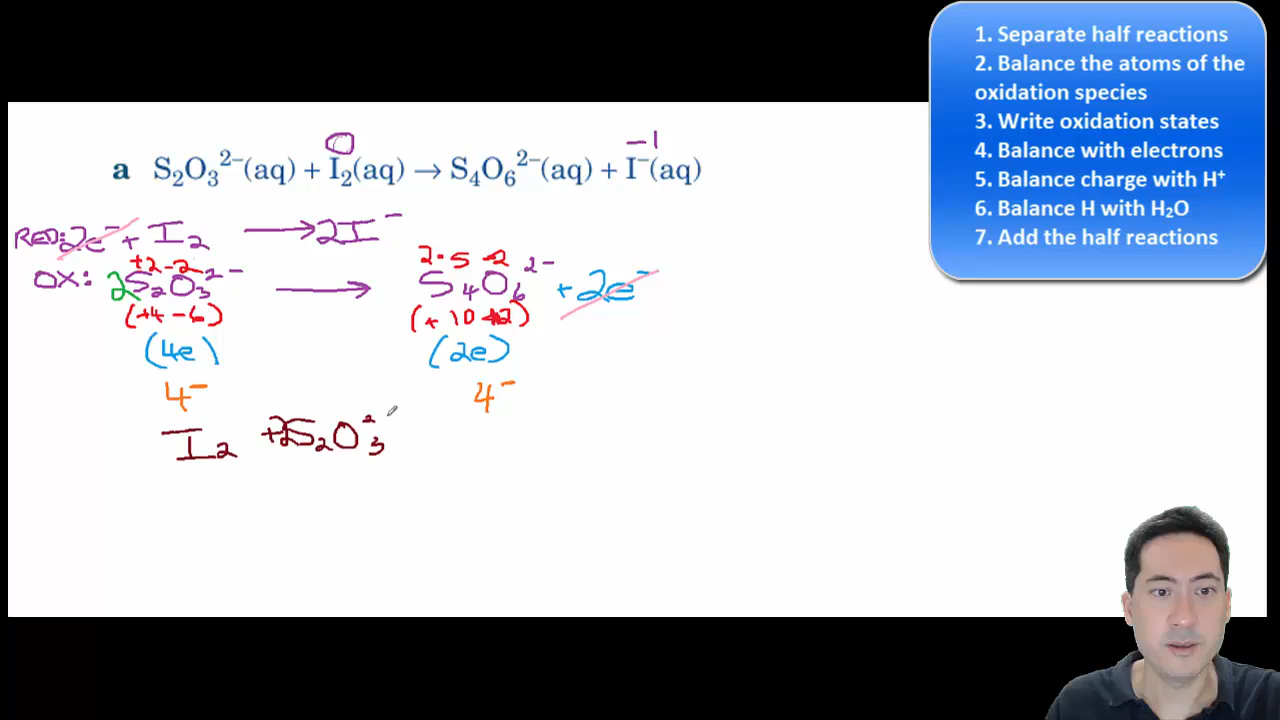 1. Separate half reactions
2. Balance the atoms of the
oxidation species
3. Write oxidation states
4. Balance with electrons
5. Balance charge with H⁺
6. Balance H with H₂O
7. Add the half reactions
0 −1
a S₂O₃²⁻(aq) + I₂(aq) → S₄O₆²⁻(aq) + I⁻(aq)
RED: 2e⁻ + I₂ → 2I⁻
+2 −2 2.5 −2
OX: 2S₂O₃²⁻ → S₄O₆²⁻ + 2e⁻
(+4 −6) (+10 −12)
(4e) (2e)
4⁻ 4⁻
I₂ + 2S₂O₃²